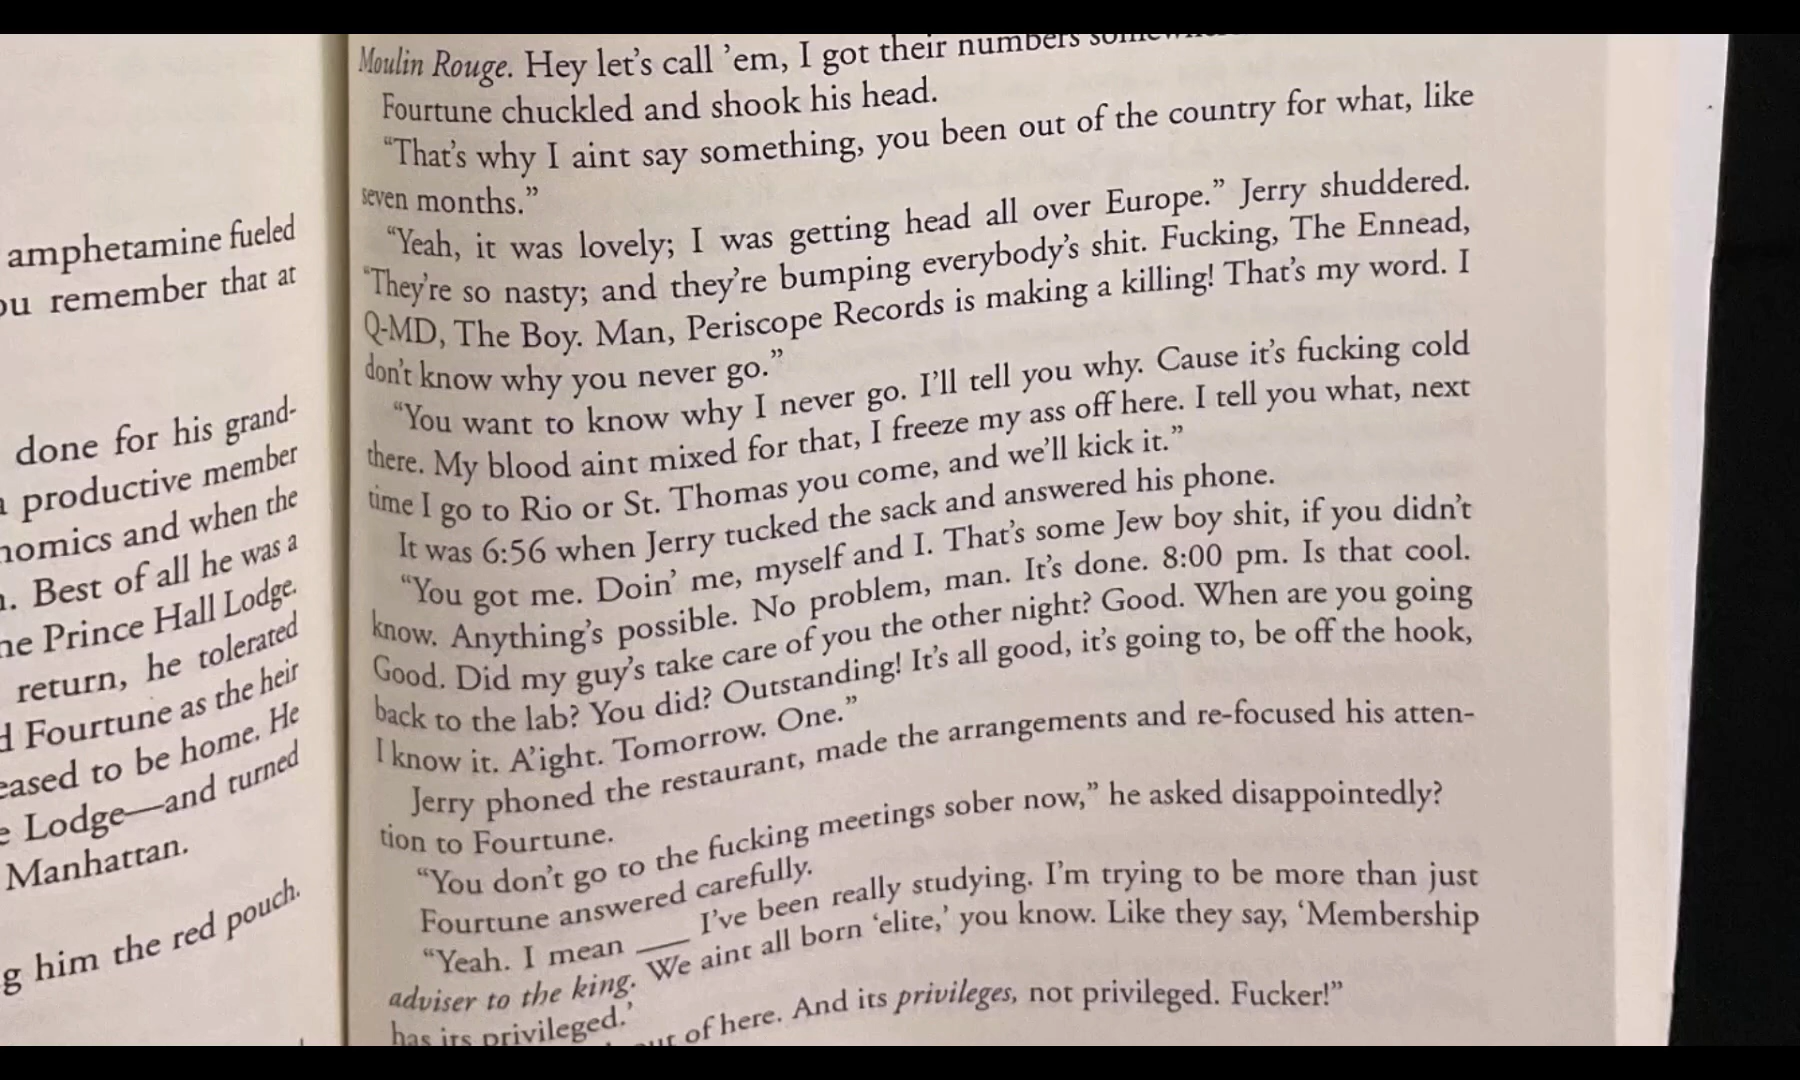 amphetamine fueled
remember that at
done for his grand-
productive member
and when the
Best of all he was a
Prince Hall Lodge.
return, he tolerated
Fourtune as the heir
to be home. He
Lodge—and turned
Manhattan.
him the red pouch.
Moulin Rouge. Hey let's call 'em, I got their numbers
Fourtune chuckled and shook his head.
"That's why I aint say something, you been out of the country for what, like
seven months."
"Yeah, it was lovely; I was getting head all over Europe." Jerry shuddered.
"They're so nasty; and they're bumping everybody's shit. Fucking, The Ennead,
Q-MD, The Boy. Man, Periscope Records is making a killing! That's my word. I
don't know why you never go."
"You want to know why I never go. I'll tell you why. Cause it's fucking cold
there. My blood aint mixed for that, I freeze my ass off here. I tell you what, next
time I go to Rio or St. Thomas you come, and we'll kick it."
It was 6:56 when Jerry tucked the sack and answered his phone.
"You got me. Doin' me, myself and I. That's some Jew boy shit, if you didn't
know. Anything's possible. No problem, man. It's done. 8:00 pm. Is that cool.
Good. Did my guy's take care of you the other night? Good. When are you going
back to the lab? You did? Outstanding! It's all good, it's going to, be off the hook,
I know it. A'ight. Tomorrow. One."
Jerry phoned the restaurant, made the arrangements and re-focused his atten-
tion to Fourtune.
"You don't go to the fucking meetings sober now," he asked disappointedly?
Fourtune answered carefully.
"Yeah. I mean ___ I've been really studying. I'm trying to be more than just
adviser to the king. We aint all born 'elite,' you know. Like they say, 'Membership
has its privileged.'
of here. And its privileges, not privileged. Fucker!"